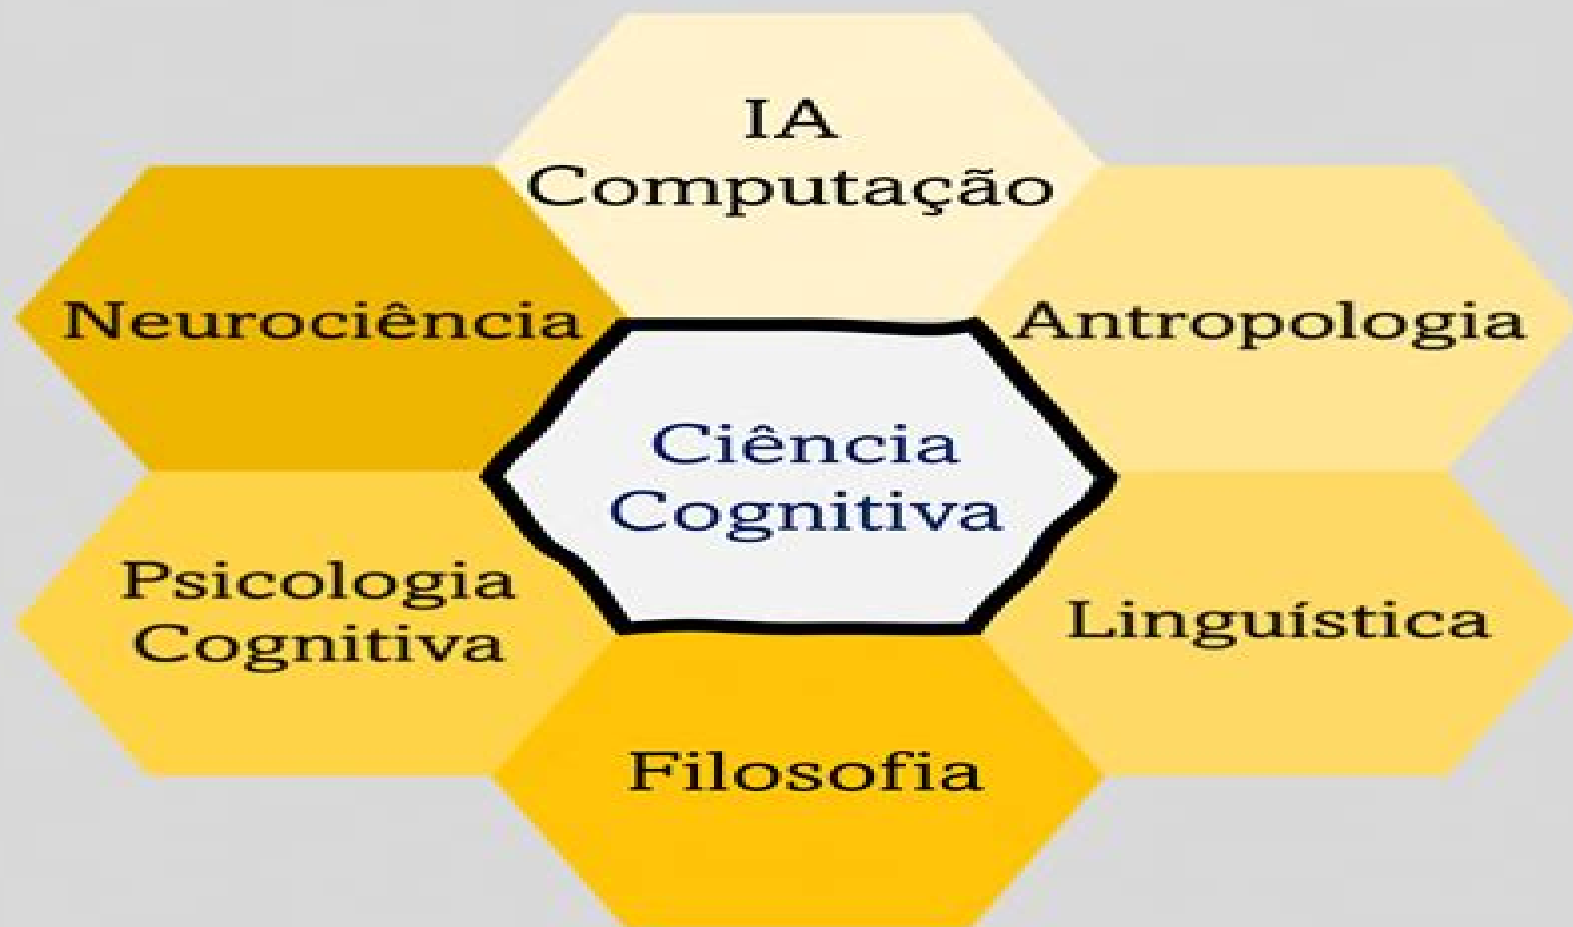 IA
Computação
Neurociência
Antropologia
Ciência
Cognitiva
Psicologia
Cognitiva
Linguística
Filosofia